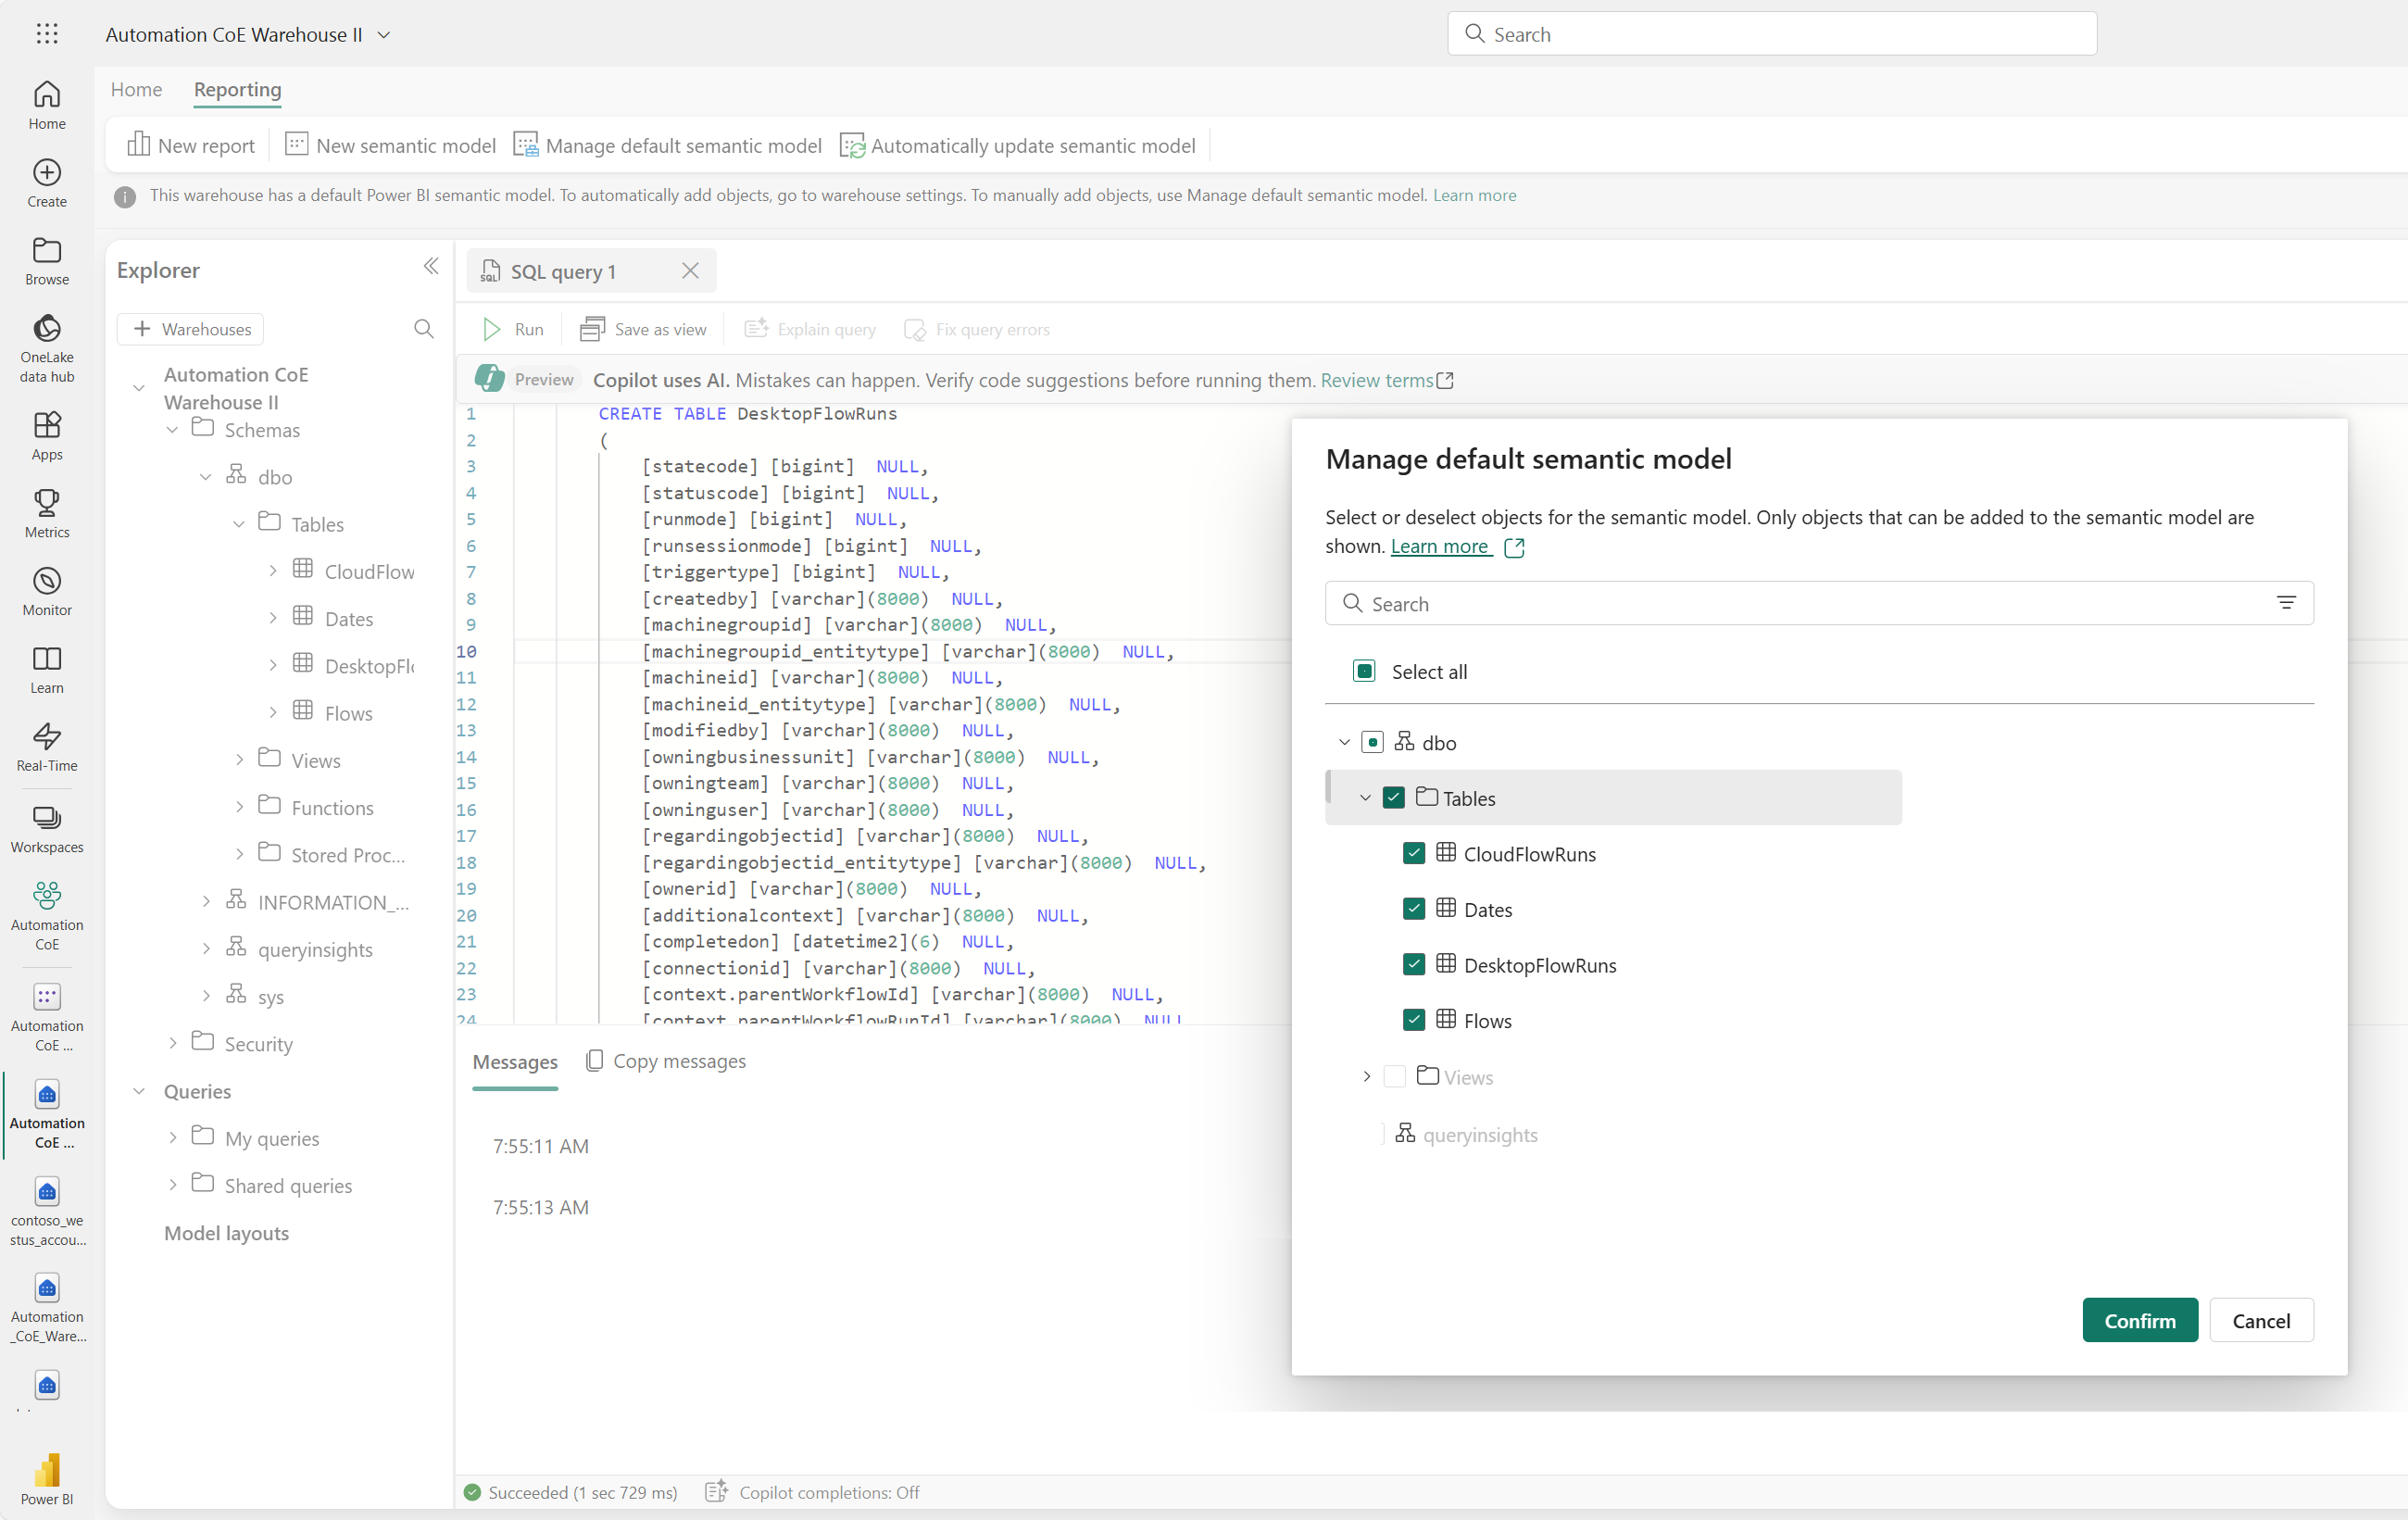 Automation CoE Warehouse II
Search
Home
Reporting
New report
New semantic model
Manage default semantic model
Automatically update semantic model
This warehouse has a default Power BI semantic model. To automatically add objects, go to warehouse settings. To manually add objects, use Manage default semantic model. Learn more
Home
Create
Browse
OneLake
data hub
Apps
Metrics
Monitor
Learn
Real-Time
Workspaces
Automation
CoE
Automation
CoE ...
Automation
CoE ...
contoso_we
stus_accou...
Automation
_CoE_Ware...
Power BI
Explorer
Warehouses
Automation CoE
Warehouse II
Schemas
dbo
Tables
CloudFlow
Dates
DesktopFl
Flows
Views
Functions
Stored Proc...
INFORMATION_...
queryinsights
sys
Security
Queries
My queries
Shared queries
Model layouts
SQL query 1
Run
Save as view
Explain query
Fix query errors
Preview
Copilot uses AI. Mistakes can happen. Verify code suggestions before running them. Review terms
1 CREATE TABLE DesktopFlowRuns
2 (
3 [statecode] [bigint] NULL,
4 [statuscode] [bigint] NULL,
5 [runmode] [bigint] NULL,
6 [runsessionmode] [bigint] NULL,
7 [triggertype] [bigint] NULL,
8 [createdby] [varchar](8000) NULL,
9 [machinegroupid] [varchar](8000) NULL,
10 [machinegroupid_entitytype] [varchar](8000) NULL,
11 [machineid] [varchar](8000) NULL,
12 [machineid_entitytype] [varchar](8000) NULL,
13 [modifiedby] [varchar](8000) NULL,
14 [owningbusinessunit] [varchar](8000) NULL,
15 [owningteam] [varchar](8000) NULL,
16 [owninguser] [varchar](8000) NULL,
17 [regardingobjectid] [varchar](8000) NULL,
18 [regardingobjectid_entitytype] [varchar](8000) NULL,
19 [ownerid] [varchar](8000) NULL,
20 [additionalcontext] [varchar](8000) NULL,
21 [completedon] [datetime2](6) NULL,
22 [connectionid] [varchar](8000) NULL,
23 [context.parentWorkflowId] [varchar](8000) NULL,
24 [context.parentWorkflowRunId] [varchar](8000) NULL
Messages
Copy messages
7:55:11 AM
7:55:13 AM
Succeeded (1 sec 729 ms)
Copilot completions: Off
Manage default semantic model
Select or deselect objects for the semantic model. Only objects that can be added to the semantic model are
shown. Learn more
Search
Select all
dbo
Tables
CloudFlowRuns
Dates
DesktopFlowRuns
Flows
Views
queryinsights
Confirm
Cancel